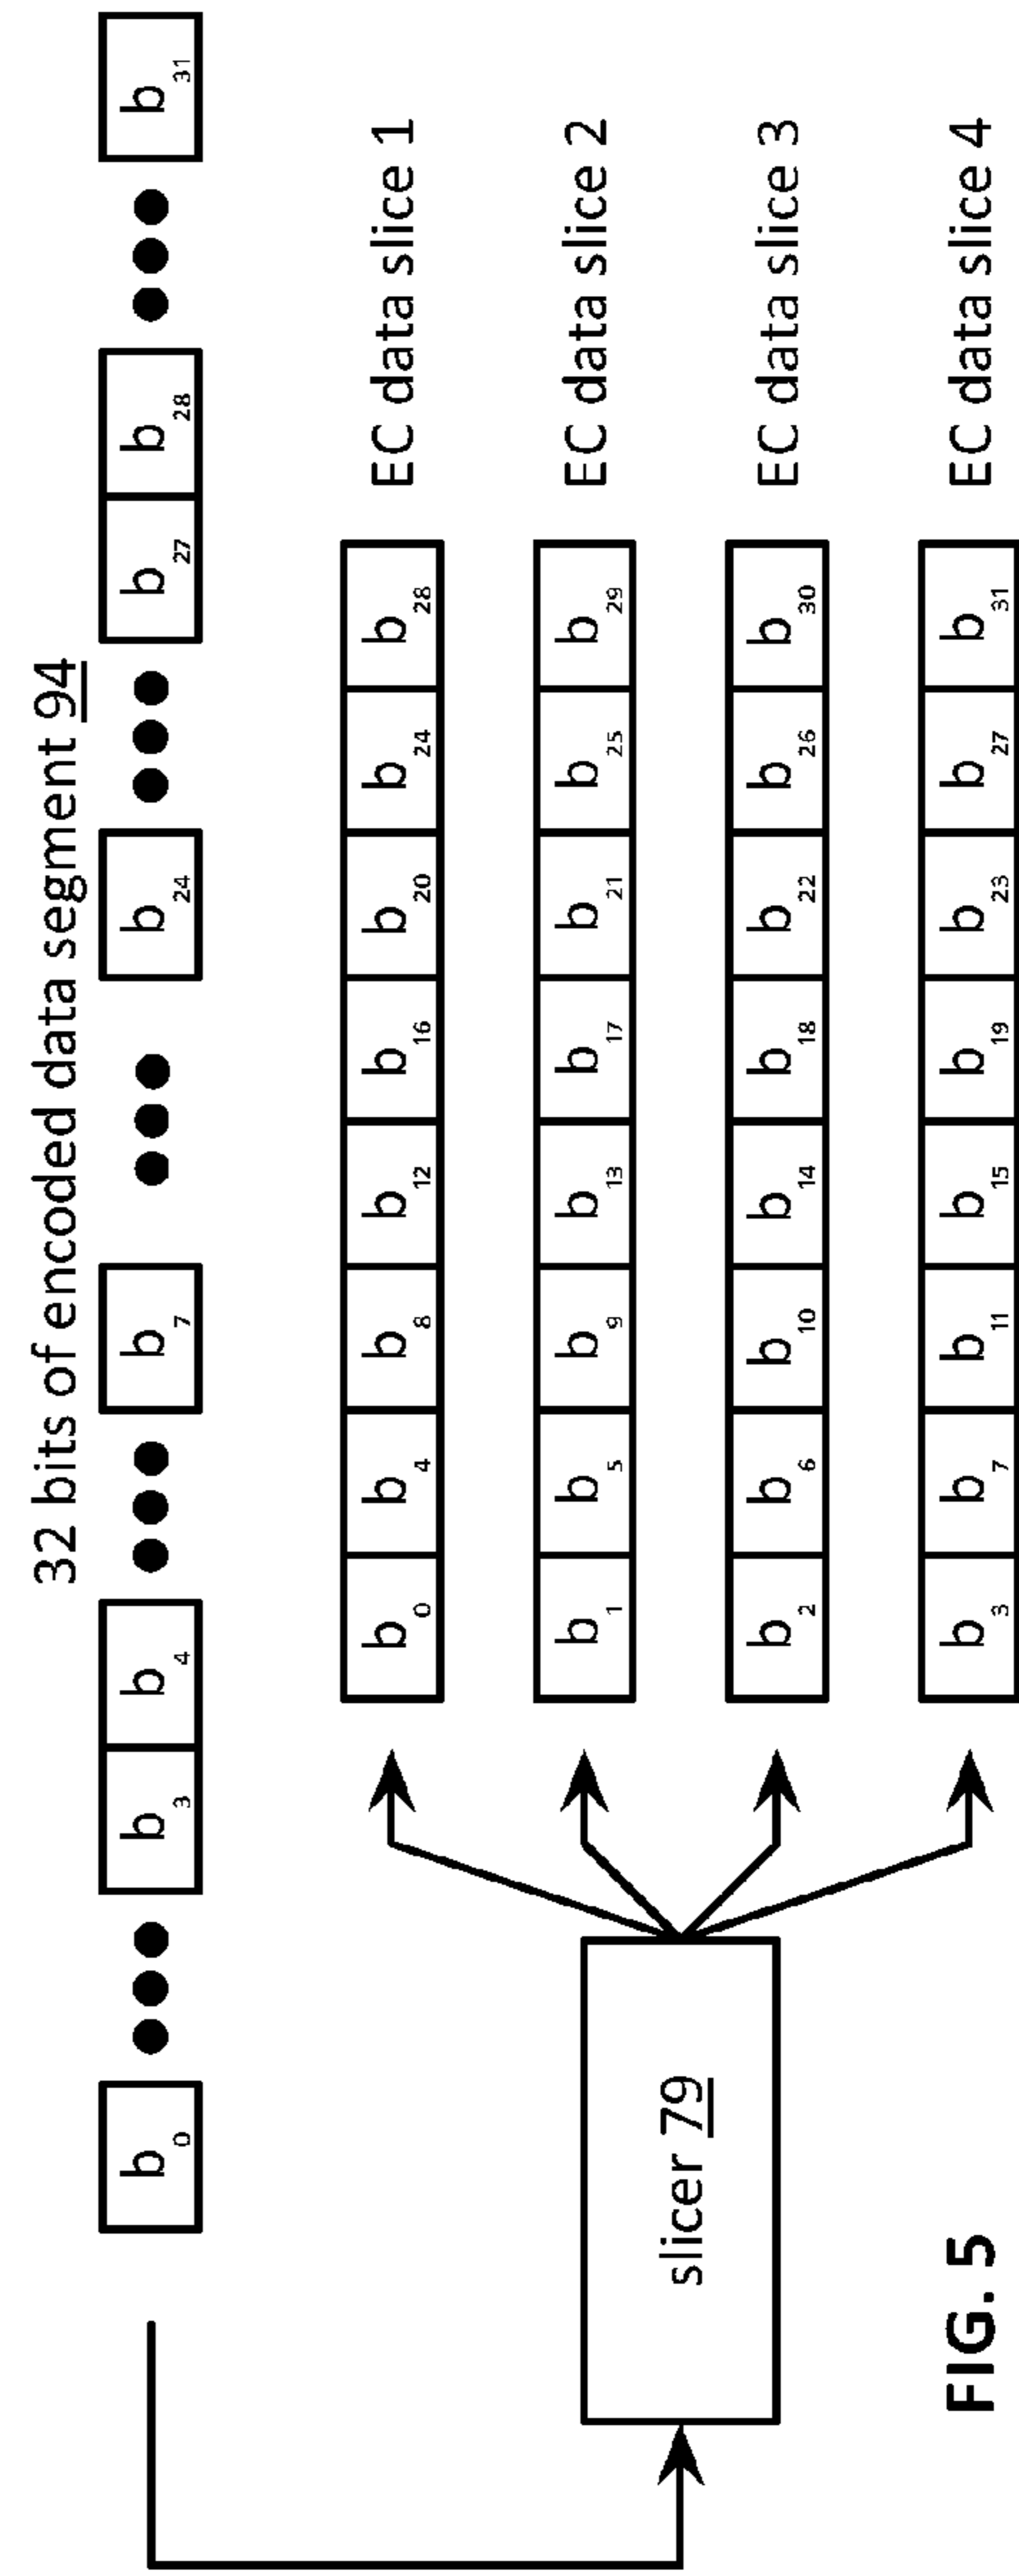 32 bits of encoded data segment 94
b0 b3 b4 b7 b24 b27 b28 b31
b0 b4 b8 b12 b16 b20 b24 b28 EC data slice 1
b1 b5 b9 b13 b17 b21 b25 b29 EC data slice 2
slicer 79
b2 b6 b10 b14 b18 b22 b26 b30 EC data slice 3
b3 b7 b11 b15 b19 b23 b27 b31 EC data slice 4
FIG. 5